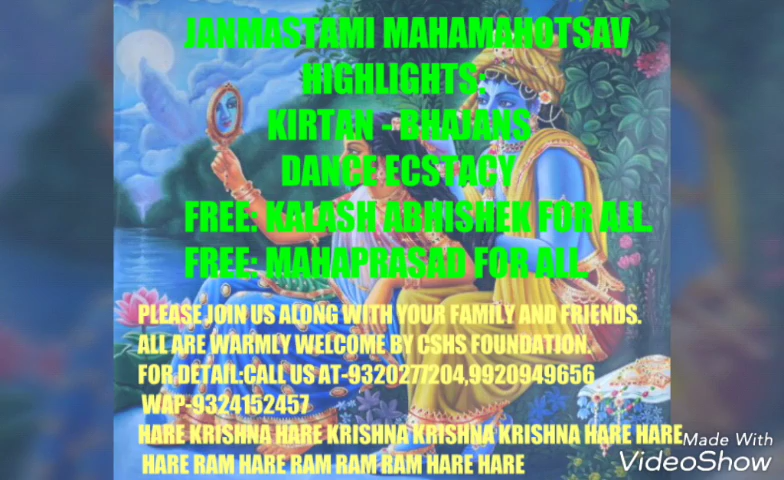 JANMASTAMI MAHAMAHOTSAV
HIGHLIGHTS:
KIRTAN - BHAJANS
DANCE ECSTACY
FREE: KALASH ABHISHEK FOR ALL.
FREE: MAHAPRASAD FOR ALL.
PLEASE JOIN US ALONG WITH YOUR FAMILY AND FRIENDS.
ALL ARE WARMLY WELCOME BY CSHS FOUNDATION.
FOR DETAIL:CALL US AT-9320277204,9920949656
WAP-9324152457
HARE KRISHNA HARE KRISHNA KRISHNA KRISHNA HARE HARE
HARE RAM HARE RAM RAM RAM HARE HARE
Made With
VideoShow